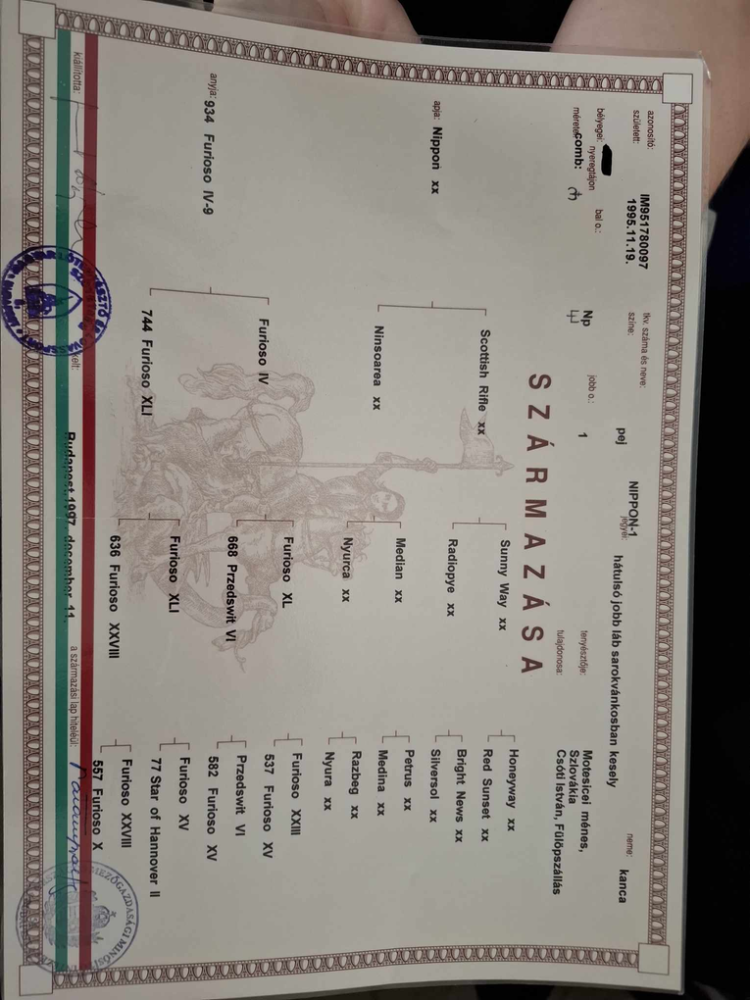 azonosító: IM951780097 tkv. száma és neve: NIPPON-1 neme: kanca
született: 1995.11.19. színe: pej jegyei: hátulsó jobb láb sarokvánkosban kesely
bélyegei: nyeregtájon bal o.: Np jobb o.: 1 tenyésztője: Motesicei ménes,
Szlovákia
méretei: comb: tulajdonosa: Csóti István, Fülöpszállás
SZÁRMAZÁSA
Honeyway xx
Sunny Way xx
Red Sunset xx
Scottish Rifle xx
Bright News xx
Radiopye xx
Silversol xx
apja: Nippon xx
Petrus xx
Median xx
Medina xx
Ninsoarea xx
Razbeg xx
Nyurca xx
Nyura xx
Furioso XXIII
Furioso XL
537 Furioso XV
Furioso IV
Przedswit VI
668 Przedswit VI
582 Furioso XV
anyja: 934 Furioso IV-9
Furioso XV
Furioso XLI
77 Star of Hannover II
744 Furioso XLI
Furioso XXVIII
636 Furioso XXVIII
557 Furioso X
kiállította: kelt: Budapest,1997. december 11. a származási lap hiteléül: